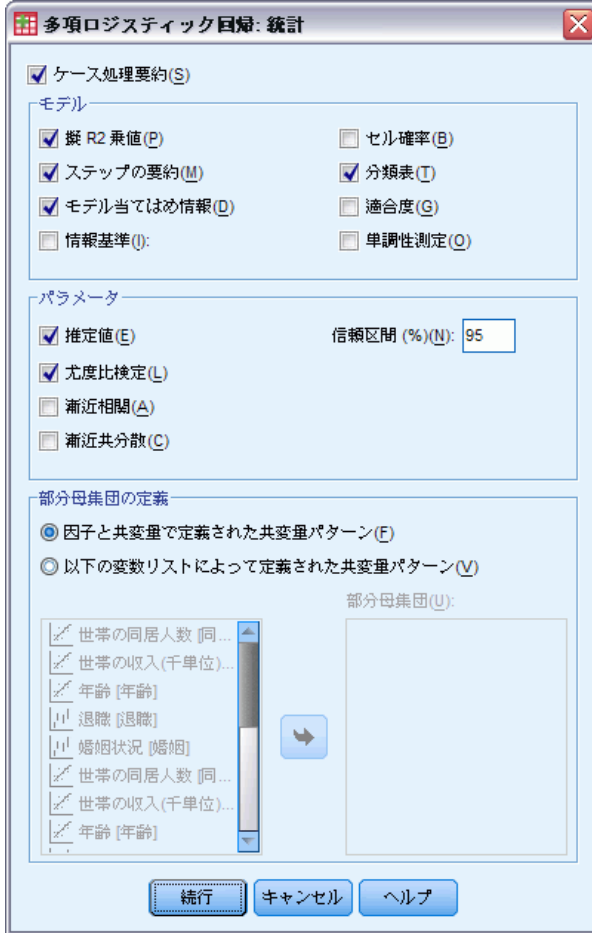 多項ロジスティック回帰: 統計
ケース処理要約(S)
モデル
擬 R2 乗値(P)
セル確率(B)
ステップの要約(M)
分類表(T)
モデル当てはめ情報(D)
適合度(G)
情報基準(I):
単調性測定(O)
パラメータ
推定値(E)
信頼区間 (%)(N): 95
尤度比検定(L)
漸近相関(A)
漸近共分散(C)
部分母集団の定義
因子と共変量で定義された共変量パターン(F)
以下の変数リストによって定義された共変量パターン(V)
部分母集団(U):
世帯の同居人数 [同...
世帯の収入(千単位)...
年齢 [年齢]
退職 [退職]
婚姻状況 [婚姻]
世帯の同居人数 [同...
世帯の収入(千単位)...
年齢 [年齢]
続行
キャンセル
ヘルプ